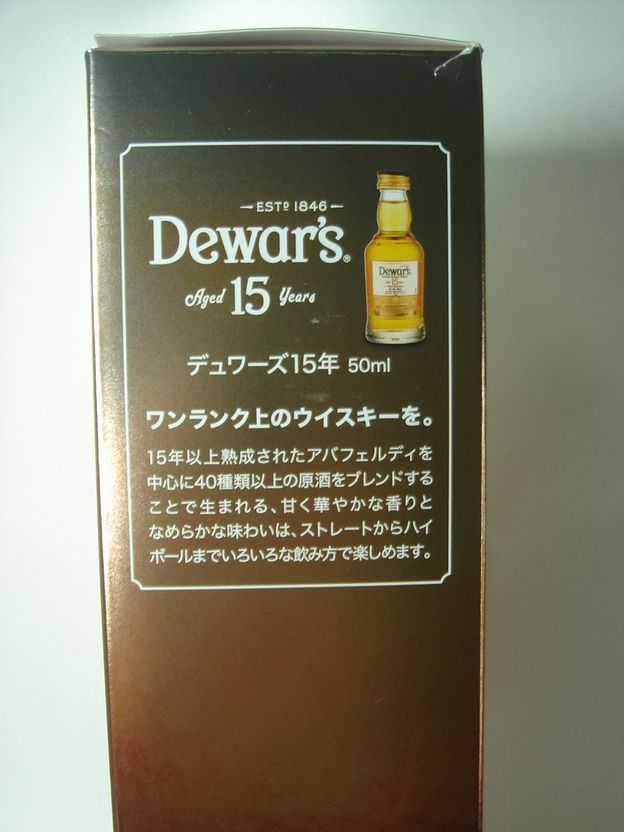 ESTD 1846
Dewar's®
Aged 15 Years
Dewar's
15
デュワーズ15年 50ml
ワンランク上のウイスキーを。
15年以上熟成されたアバフェルディを
中心に40種類以上の原酒をブレンドする
ことで生まれる、甘く華やかな香りと
なめらかな味わいは、ストレートからハイ
ボールまでいろいろな飲み方で楽しめます。